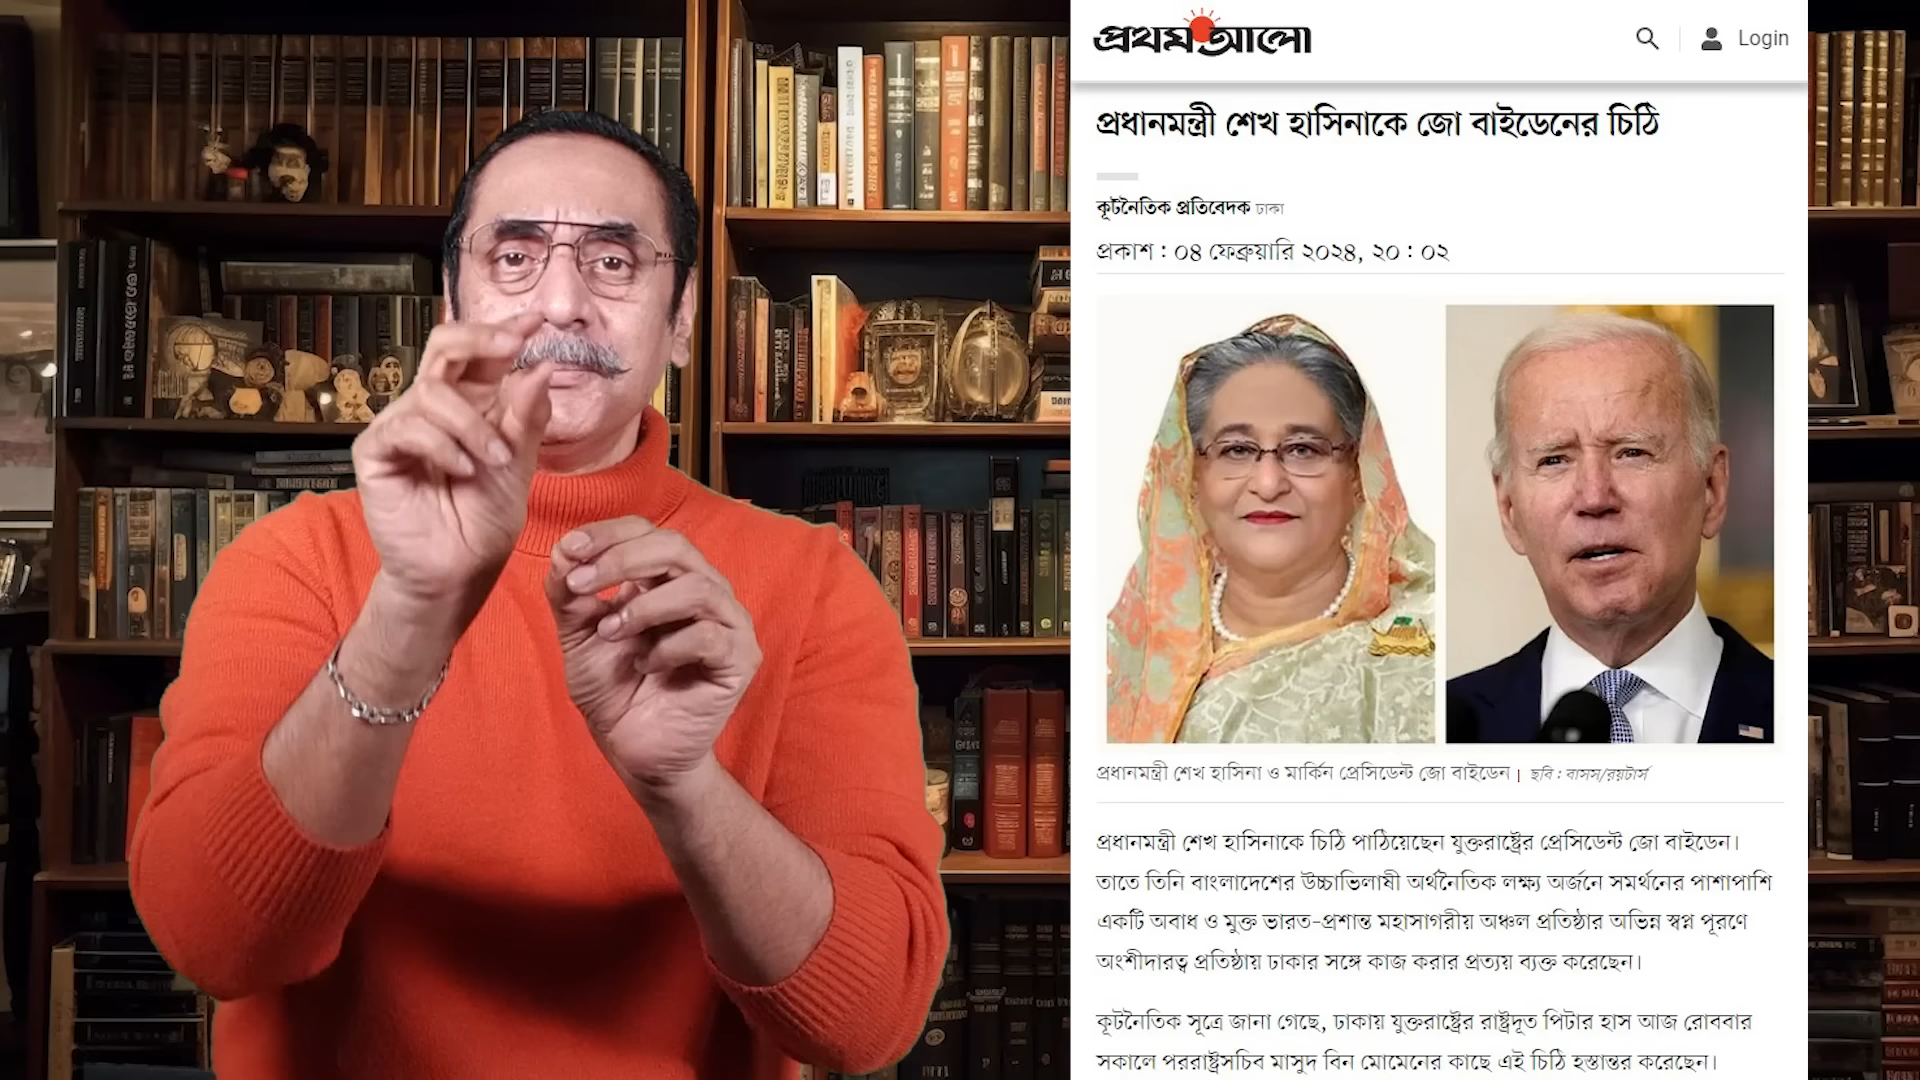 প্রথম আলো
Login
প্রধানমন্ত্রী শেখ হাসিনাকে জো বাইডেনের চিঠি
কূটনৈতিক প্রতিবেদক ঢাকা
প্রকাশ : ০৪ ফেব্রুয়ারি ২০২৪, ২০ : ০২
প্রধানমন্ত্রী শেখ হাসিনা ও মার্কিন প্রেসিডেন্ট জো বাইডেন। ছবি : বাসস/রয়টার্স
প্রধানমন্ত্রী শেখ হাসিনাকে চিঠি পাঠিয়েছেন যুক্তরাষ্ট্রের প্রেসিডেন্ট জো বাইডেন।
তাতে তিনি বাংলাদেশের উচ্চাভিলাষী অর্থনৈতিক লক্ষ্য অর্জনে সমর্থনের পাশাপাশি
একটি অবাধ ও মুক্ত ভারত-প্রশান্ত মহাসাগরীয় অঞ্চল প্রতিষ্ঠার অভিন্ন স্বপ্ন পূরণে
অংশীদারত্ব প্রতিষ্ঠায় ঢাকার সঙ্গে কাজ করার প্রত্যয় ব্যক্ত করেছেন।
কূটনৈতিক সূত্রে জানা গেছে, ঢাকায় যুক্তরাষ্ট্রের রাষ্ট্রদূত পিটার হাস আজ রোববার
সকালে পররাষ্ট্রসচিব মাসুদ বিন মোমেনের কাছে এই চিঠি হস্তান্তর করেছেন।